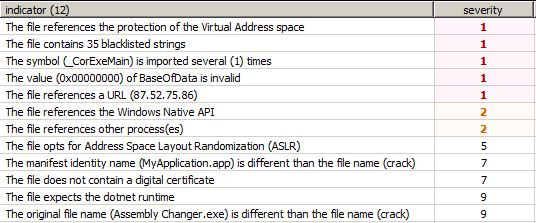 indicator (12) severity
The file references the protection of the Virtual Address space 1
The file contains 35 blacklisted strings 1
The symbol (_CorExeMain) is imported several (1) times 1
The value (0x00000000) of BaseOfData is invalid 1
The file references a URL (87.52.75.86) 1
The file references the Windows Native API 2
The file references other process(es) 2
The file opts for Address Space Layout Randomization (ASLR) 5
The manifest identity name (MyApplication.app) is different than the file name (crack) 7
The file does not contain a digital certificate 7
The file expects the dotnet runtime 9
The original file name (Assembly Changer.exe) is different than the file name (crack) 9